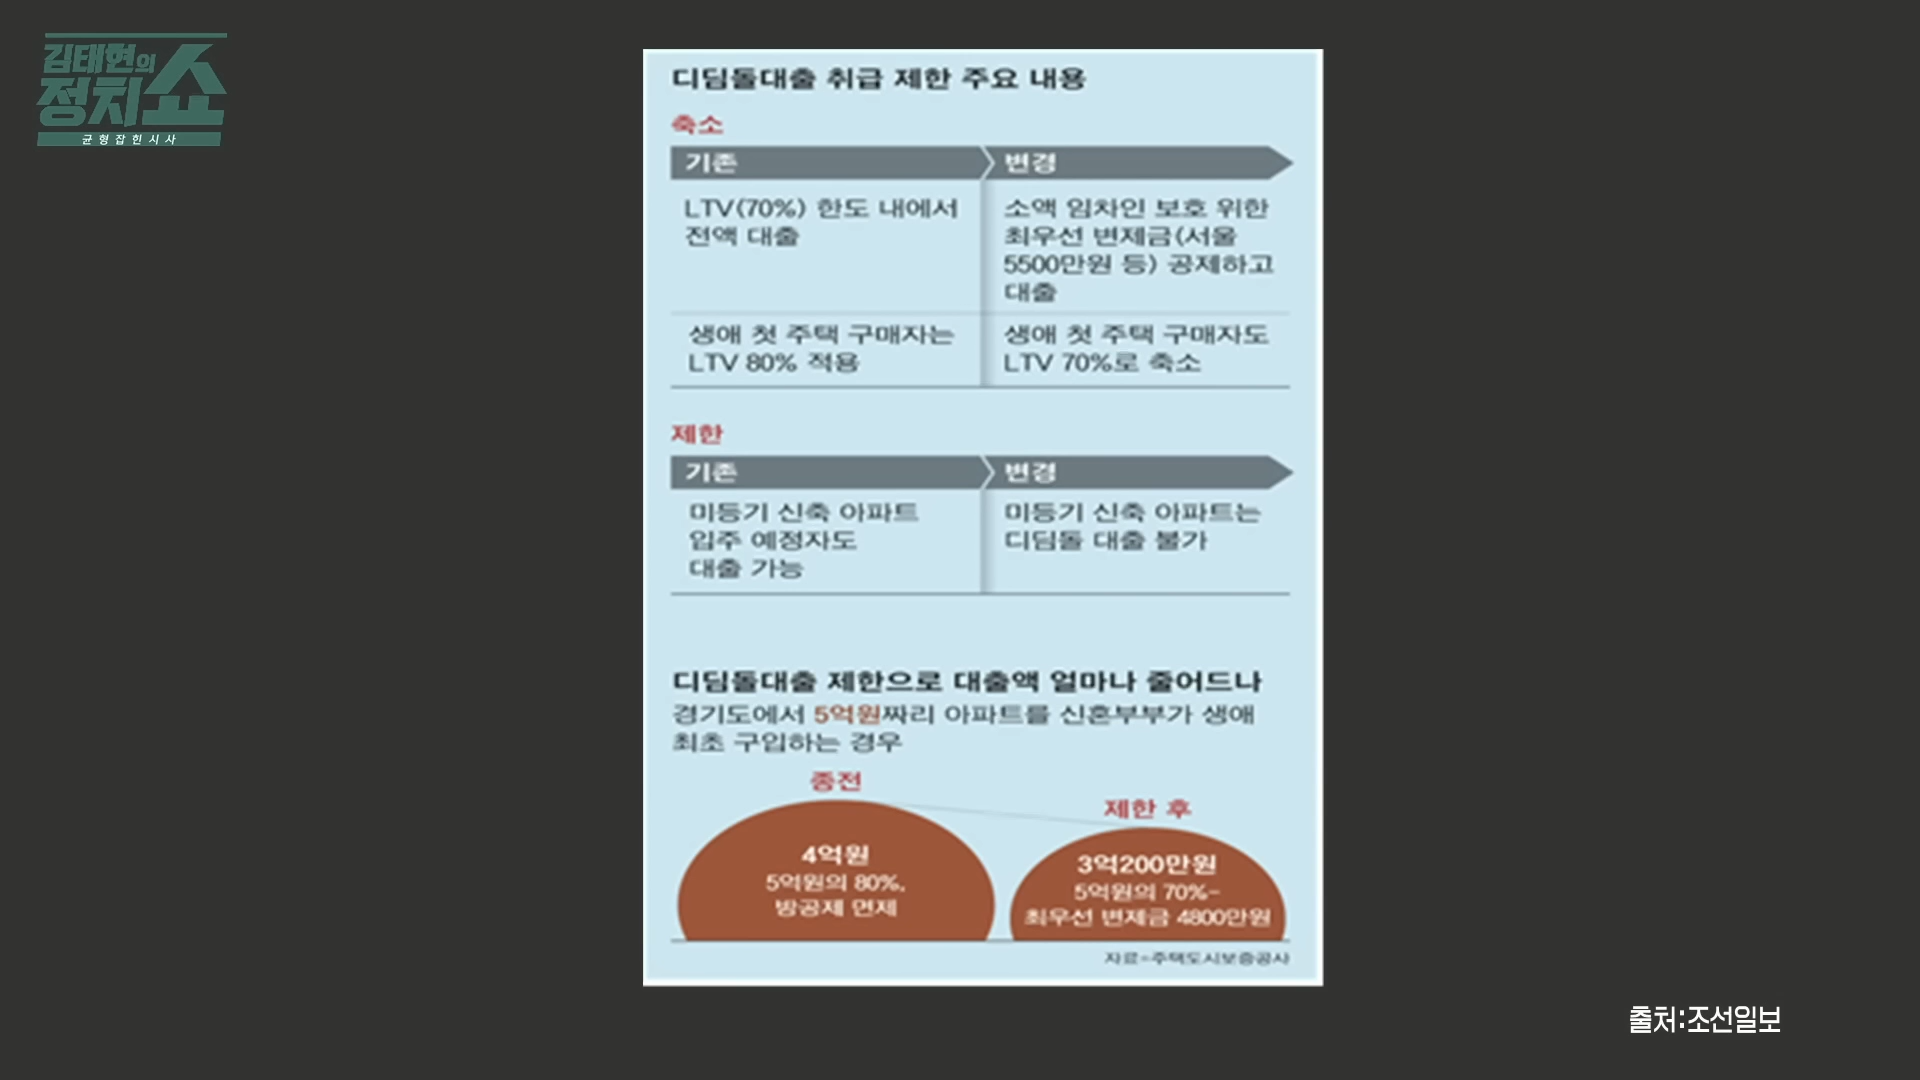 김태현의
정치쇼
균형잡힌시사
디딤돌대출 취급 제한 주요 내용
축소
기존
변경
LTV(70%) 한도 내에서
전액 대출
소액 임차인 보호 위한
최우선 변제금(서울
5500만원 등) 공제하고
대출
생애 첫 주택 구매자는
LTV 80% 적용
생애 첫 주택 구매자도
LTV 70%로 축소
제한
기존
변경
미등기 신축 아파트
입주 예정자도
대출 가능
미등기 신축 아파트는
디딤돌 대출 불가
디딤돌대출 제한으로 대출액 얼마나 줄어드나
경기도에서 5억원짜리 아파트를 신혼부부가 생애
최초 구입하는 경우
종전
4억원
5억원의 80%,
방공제 면제
제한 후
3억200만원
5억원의 70%-
최우선 변제금 4800만원
자료=주택도시보증공사
출처:조선일보